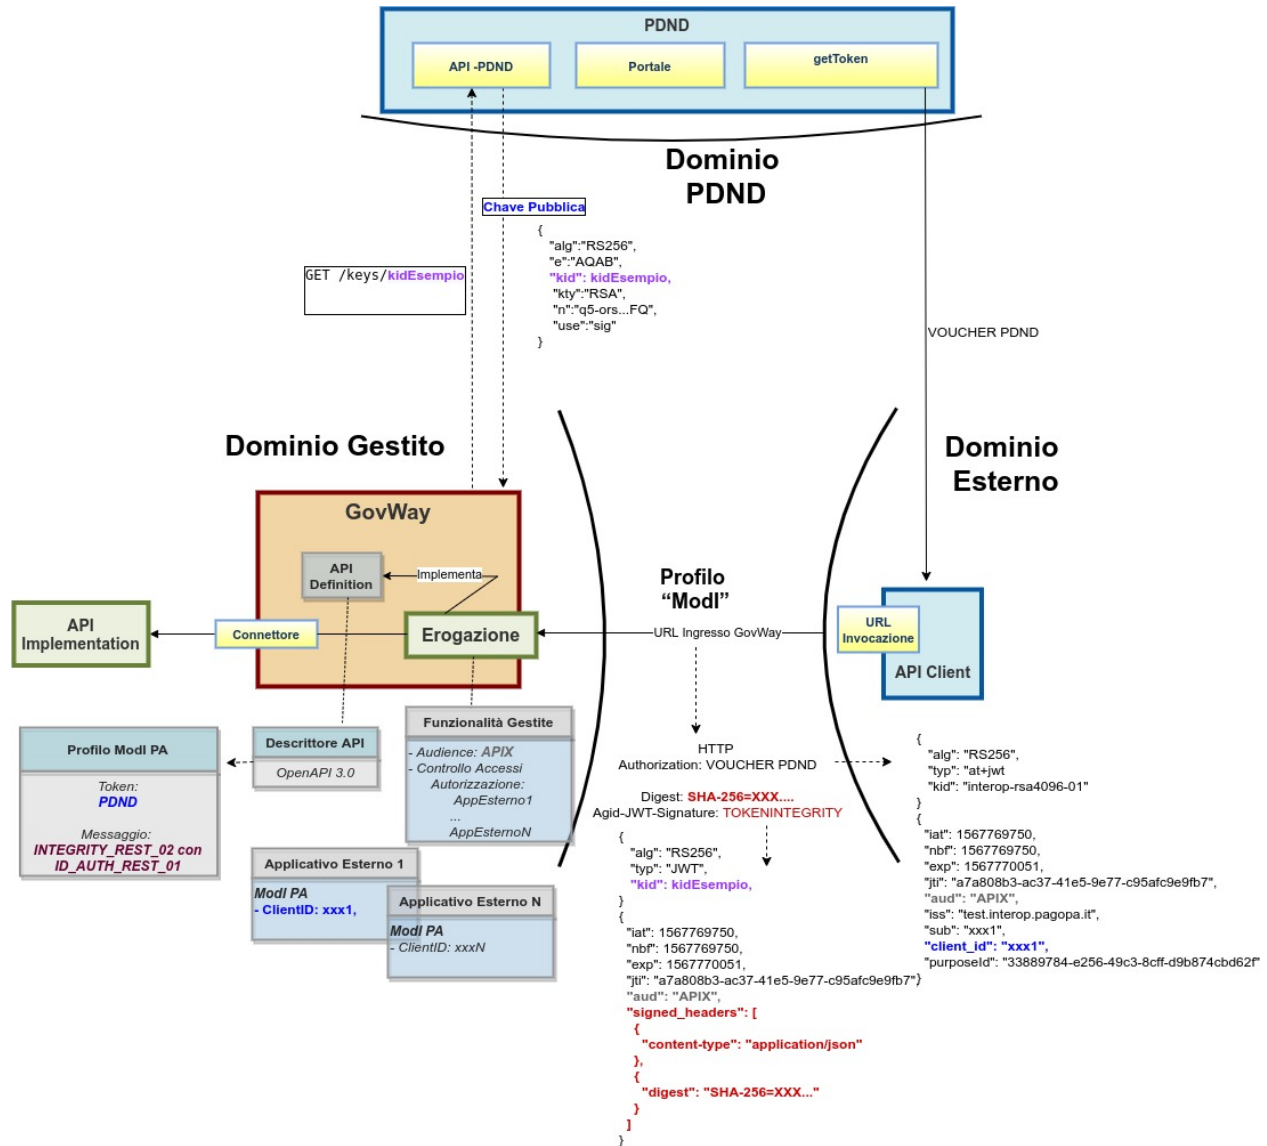 PDND
API -PDND
Portale
getToken
Dominio
PDND
Chave Pubblica
{
"alg":"RS256",
"e":"AQAB",
"kid": kidEsempio,
"kty":"RSA",
"n":"q5-ors...FQ",
"use":"sig"
}
GET /keys/kidEsempio
VOUCHER PDND
Dominio Gestito
Dominio
Esterno
GovWay
API
Definition
Implementa
Profilo
"ModI"
API
Implementation
Connettore
Erogazione
URL Ingresso GovWay
URL
Invocazione
API Client
Profilo ModI PA
Token:
PDND
Messaggio:
INTEGRITY_REST_02 con
ID_AUTH_REST_01
Descrittore API
OpenAPI 3.0
Funzionalità Gestite
- Audience: APIX
- Controllo Accessi
Autorizzazione:
AppEsterno1
...
AppEsternoN
Applicativo Esterno 1
ModI PA
- ClientID: xxx1,
Applicativo Esterno N
ModI PA
- ClientID: xxxN
HTTP
Authorization: VOUCHER PDND
Digest: SHA-256=XXX....
Agid-JWT-Signature: TOKENINTEGRITY
{
"alg": "RS256",
"typ": "JWT",
"kid": kidEsempio,
}
{
"iat": 1567769750,
"nbf": 1567769750,
"exp": 1567770051,
"jti": "a7a808b3-ac37-41e5-9e77-c95afc9e9fb7"
"aud": "APIX",
"signed_headers": [
{
"content-type": "application/json"
},
{
"digest": "SHA-256=XXX..."
}
]
}
{
"alg": "RS256",
"typ": "at+jwt
"kid": "interop-rsa4096-01"
}
{
"iat": 1567769750,
"nbf": 1567769750,
"exp": 1567770051,
"jti": "a7a808b3-ac37-41e5-9e77-c95afc9e9fb7",
"aud": "APIX",
"iss": "test.interop.pagopa.it",
"sub": "xxx1",
"client_id": "xxx1",
"purposeId": "33889784-e256-49c3-8cff-d9b874cbd62f"
}